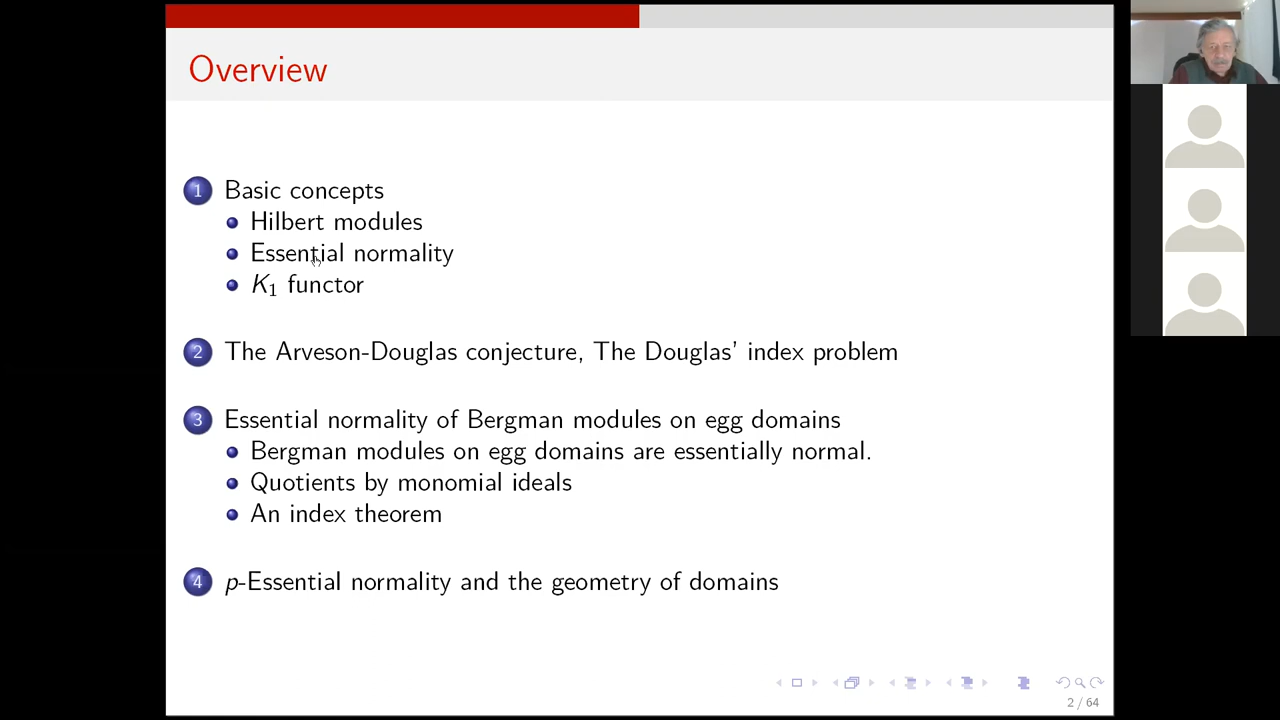 Overview
1 Basic concepts
Hilbert modules
Essential normality
K₁ functor
2 The Arveson-Douglas conjecture, The Douglas' index problem
3 Essential normality of Bergman modules on egg domains
Bergman modules on egg domains are essentially normal.
Quotients by monomial ideals
An index theorem
4 p-Essential normality and the geometry of domains
2 / 64